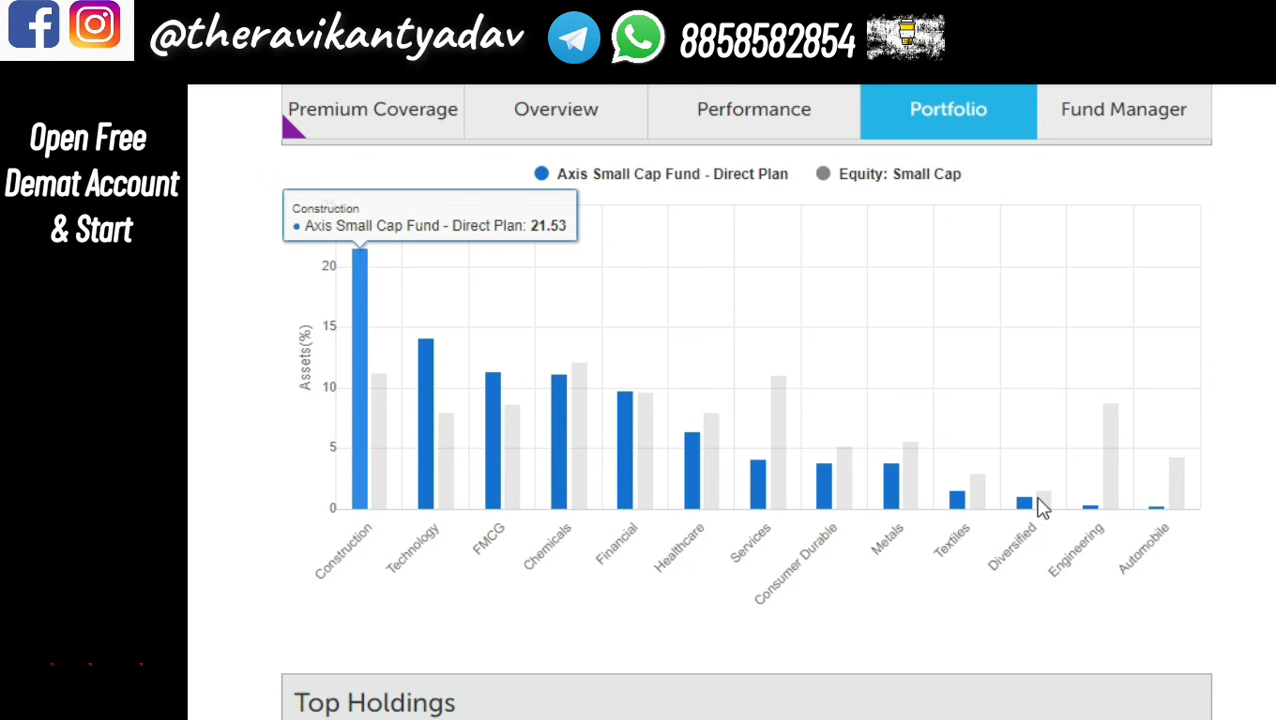 @theravikantyadav 8858582854
Open Free
Demat Account
& Start
Premium Coverage Overview Performance Portfolio Fund Manager
Axis Small Cap Fund - Direct Plan Equity: Small Cap
Construction
Axis Small Cap Fund - Direct Plan: 21.53
20
15
10
5
0
Assets(%)
Construction Technology FMCG Chemicals Financial Healthcare Services Consumer Durable Metals Textiles Diversified Engineering Automobile
Top Holdings